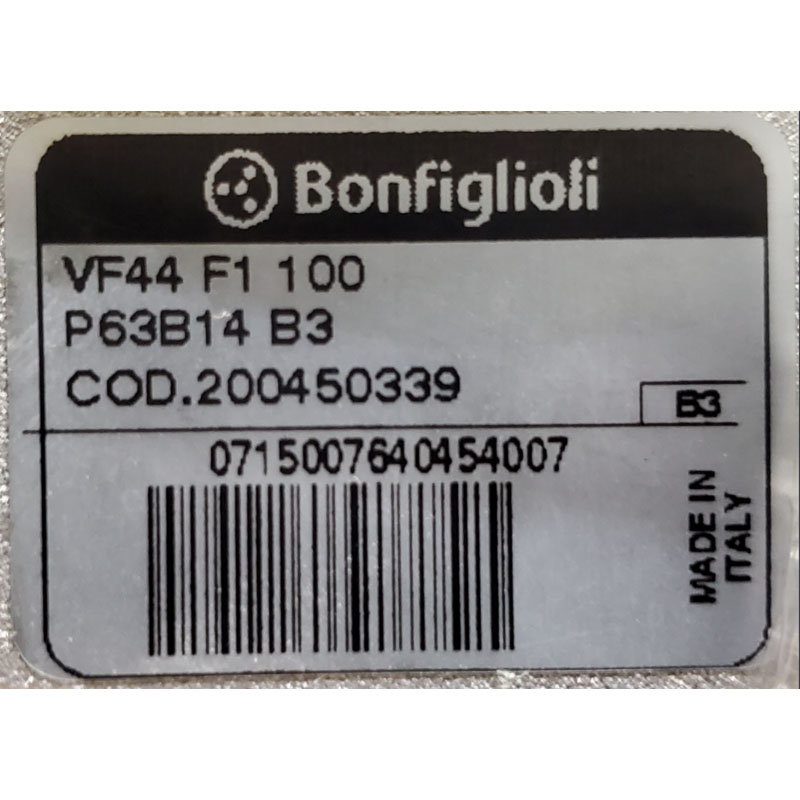 Bonfiglioli
VF44 F1 100
P63B14 B3
COD.200450339
B3
0715007640454007
MADE IN
ITALY